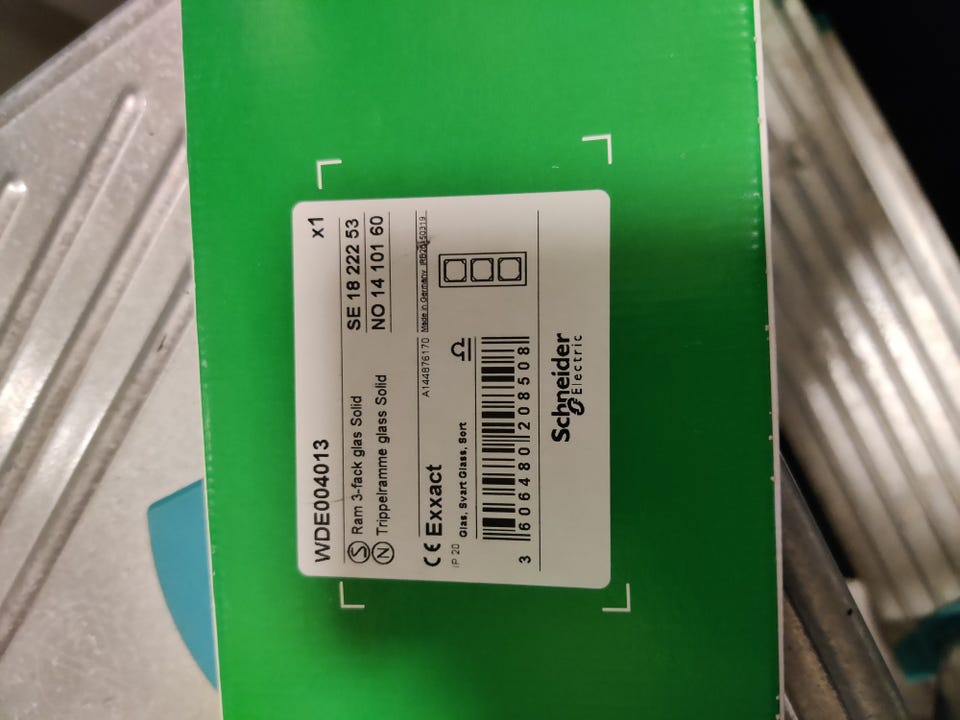 WDE004013 x1
S Ram 3-fack glas Solid SE 18 222 53
N Trippelramme glass Solid NO 14 101 60
CE Exxact A144876170 Made in Germany
IP 20 Glas, Svart Glass, Sort
3 606480 208508
Schneider
Electric